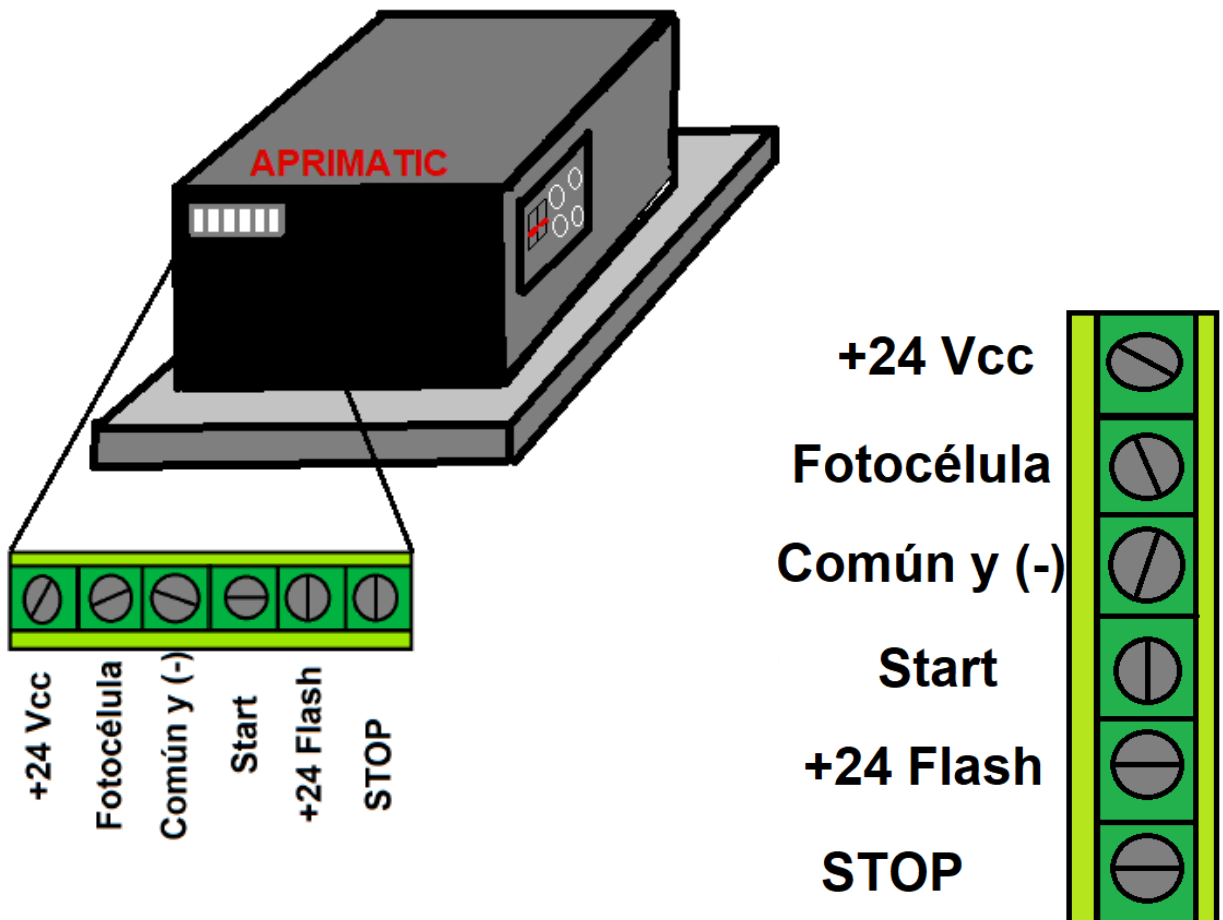 APRIMATIC
+24 Vcc
Fotocélula
Común y (-)
Start
+24 Flash
STOP
+24 Vcc
Fotocélula
Común y (-)
Start
+24 Flash
STOP